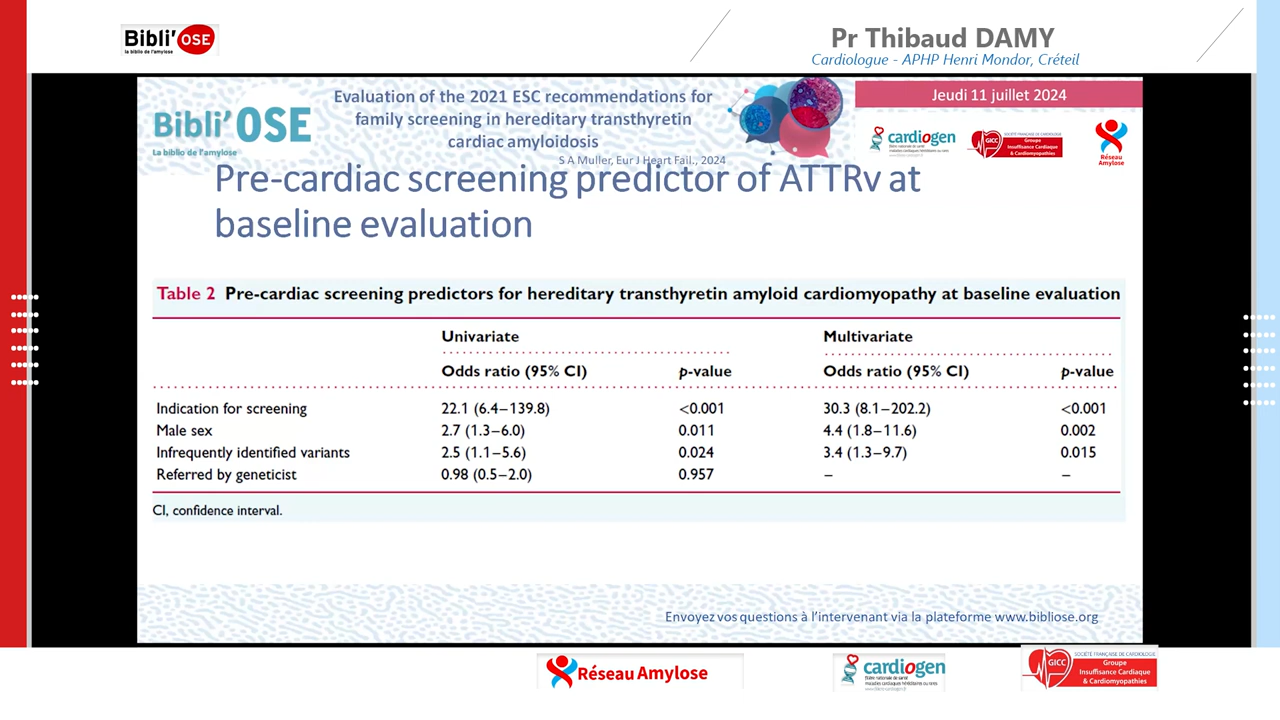 Bibli'OSE
la biblio de l'amylose
Pr Thibaud DAMY
Cardiologue - APHP Henri Mondor, Créteil
Bibli'OSE
La biblio de l'amylose
Evaluation of the 2021 ESC recommendations for
family screening in hereditary transthyretin
cardiac amyloidosis
S A Muller, Eur J Heart Fail., 2024
Jeudi 11 juillet 2024
cardiogen
SOCIÉTÉ FRANÇAISE DE CARDIOLOGIE
GICC
Groupe
Insuffisance Cardiaque
& Cardiomyopathies
Réseau
Amylose
Pre-cardiac screening predictor of ATTRv at
baseline evaluation
Table 2 Pre-cardiac screening predictors for hereditary transthyretin amyloid cardiomyopathy at baseline evaluation
Univariate Multivariate
Odds ratio (95% CI) p-value Odds ratio (95% CI) p-value
Indication for screening 22.1 (6.4–139.8) <0.001 30.3 (8.1–202.2) <0.001
Male sex 2.7 (1.3–6.0) 0.011 4.4 (1.8–11.6) 0.002
Infrequently identified variants 2.5 (1.1–5.6) 0.024 3.4 (1.3–9.7) 0.015
Referred by geneticist 0.98 (0.5–2.0) 0.957 – –
CI, confidence interval.
Envoyez vos questions à l'intervenant via la plateforme www.bibliose.org
Réseau Amylose
cardiogen
SOCIÉTÉ FRANÇAISE DE CARDIOLOGIE
GICC
Groupe
Insuffisance Cardiaque
& Cardiomyopathies